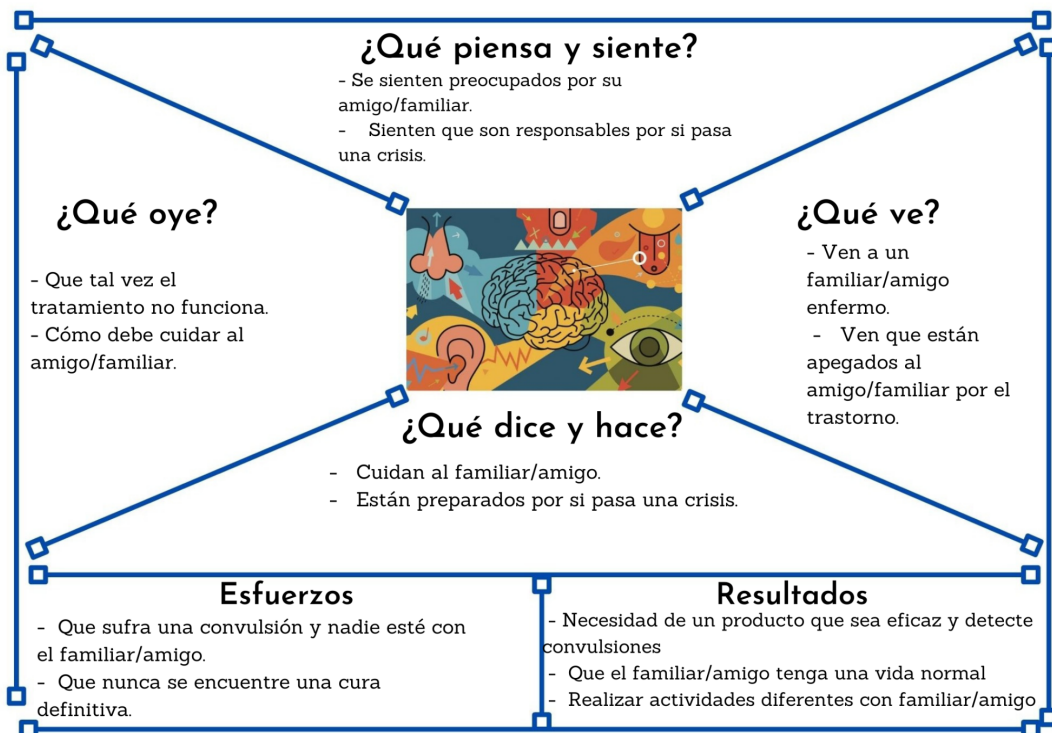 ¿Qué piensa y siente?
- Se sienten preocupados por su
amigo/familiar.
- Sienten que son responsables por si pasa
una crisis.
¿Qué oye?
- Que tal vez el
tratamiento no funciona.
- Cómo debe cuidar al
amigo/familiar.
¿Qué ve?
- Ven a un
familiar/amigo
enfermo.
- Ven que están
apegados al
amigo/familiar por el
trastorno.
¿Qué dice y hace?
- Cuidan al familiar/amigo.
- Están preparados por si pasa una crisis.
Esfuerzos
- Que sufra una convulsión y nadie esté con
el familiar/amigo.
- Que nunca se encuentre una cura
definitiva.
Resultados
- Necesidad de un producto que sea eficaz y detecte
convulsiones
- Que el familiar/amigo tenga una vida normal
- Realizar actividades diferentes con familiar/amigo